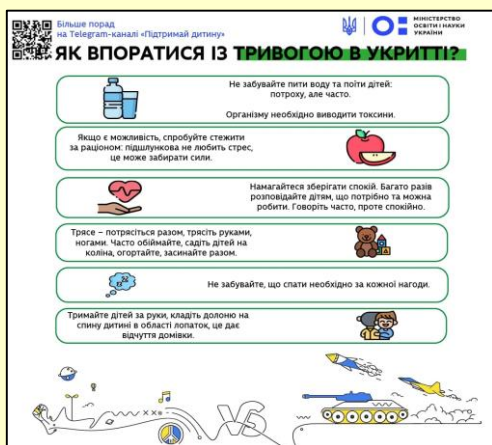 Більше порад
на Telegram-каналі «Підтримай дитину»
МІНІСТЕРСТВО
ОСВІТИ І НАУКИ
УКРАЇНИ
ЯК ВПОРАТИСЯ ІЗ ТРИВОГОЮ В УКРИТТІ?
Не забувайте пити воду та поїти дітей:
потроху, але часто.
Організму необхідно виводити токсини.
Якщо є можливість, спробуйте стежити
за раціоном: підшлункова не любить стрес,
це може забирати сили.
Намагайтеся зберігати спокій. Багато разів
розповідайте дітям, що потрібно та можна
робити. Говоріть часто, проте спокійно.
Трясе – потрясіться разом, трясіть руками,
ногами. Часто обіймайте, садіть дітей на
коліна, огортайте, засинайте разом.
Не забувайте, що спати необхідно за кожної нагоди.
Тримайте дітей за руки, кладіть долоню на
спину дитині в області лопаток, це дає
відчуття домівки.
VS